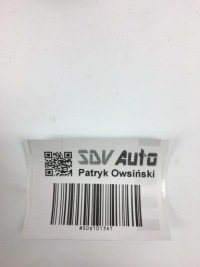 SDV Auto
Patryk Owsiński
#SDV101341